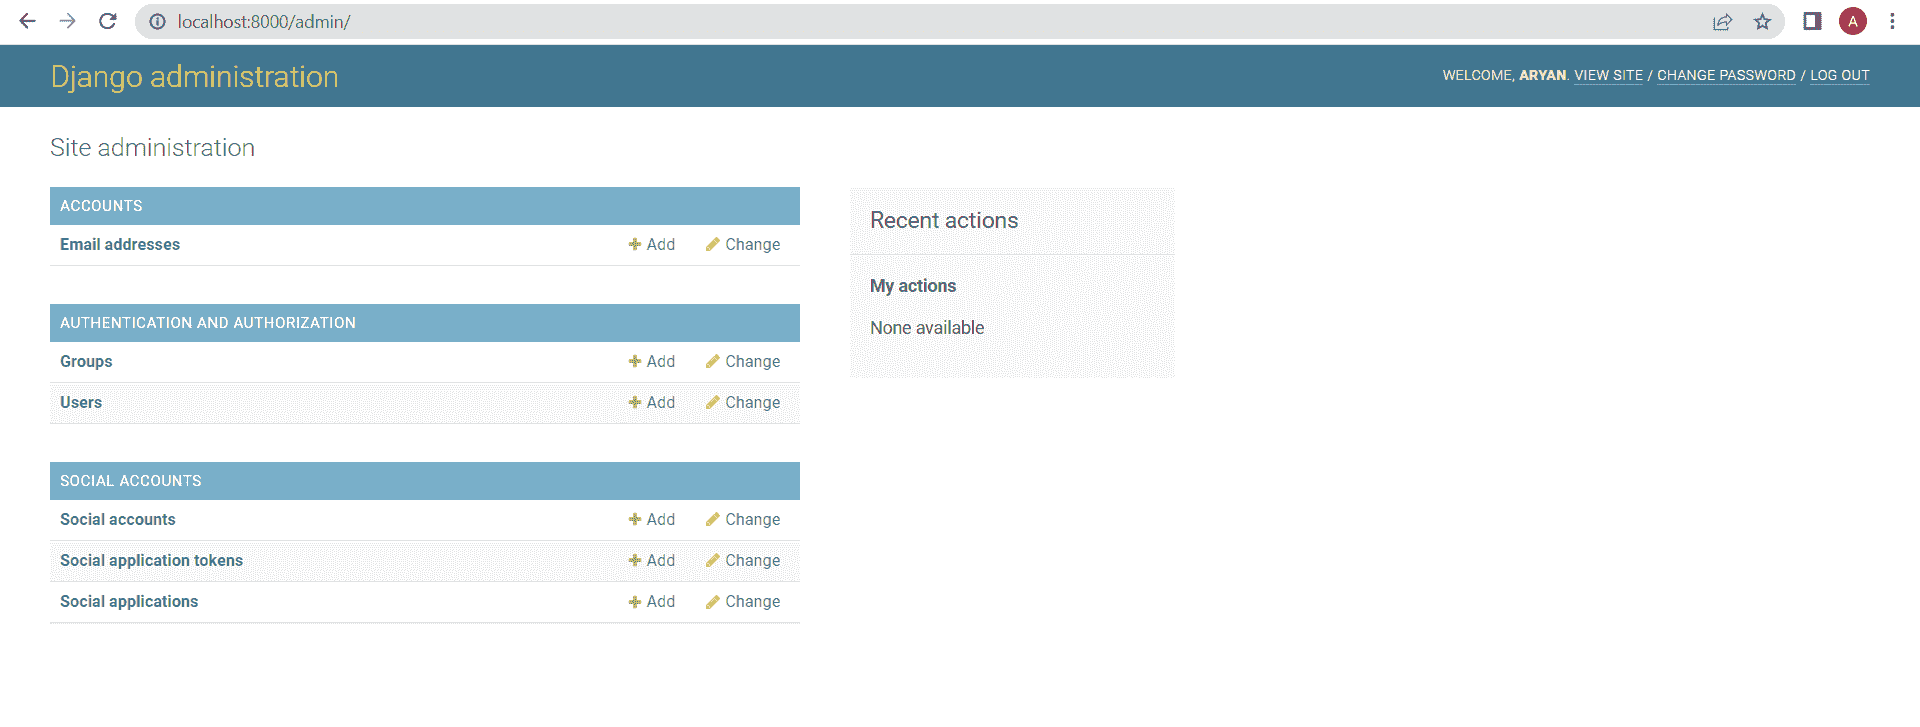 localhost:8000/admin/
A
Django administration
WELCOME, ARYAN. VIEW SITE / CHANGE PASSWORD / LOG OUT
Site administration
ACCOUNTS
Email addresses Add Change
AUTHENTICATION AND AUTHORIZATION
Groups Add Change
Users Add Change
SOCIAL ACCOUNTS
Social accounts Add Change
Social application tokens Add Change
Social applications Add Change
Recent actions
My actions
None available